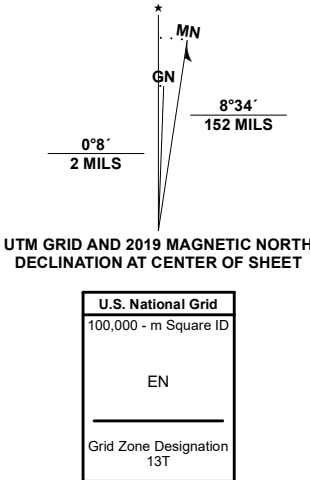 ★
MN
GN
8°34´
152 MILS
0°8´
2 MILS
UTM GRID AND 2019 MAGNETIC NORTH
DECLINATION AT CENTER OF SHEET
U.S. National Grid
100,000 - m Square ID
EN
Grid Zone Designation
13T